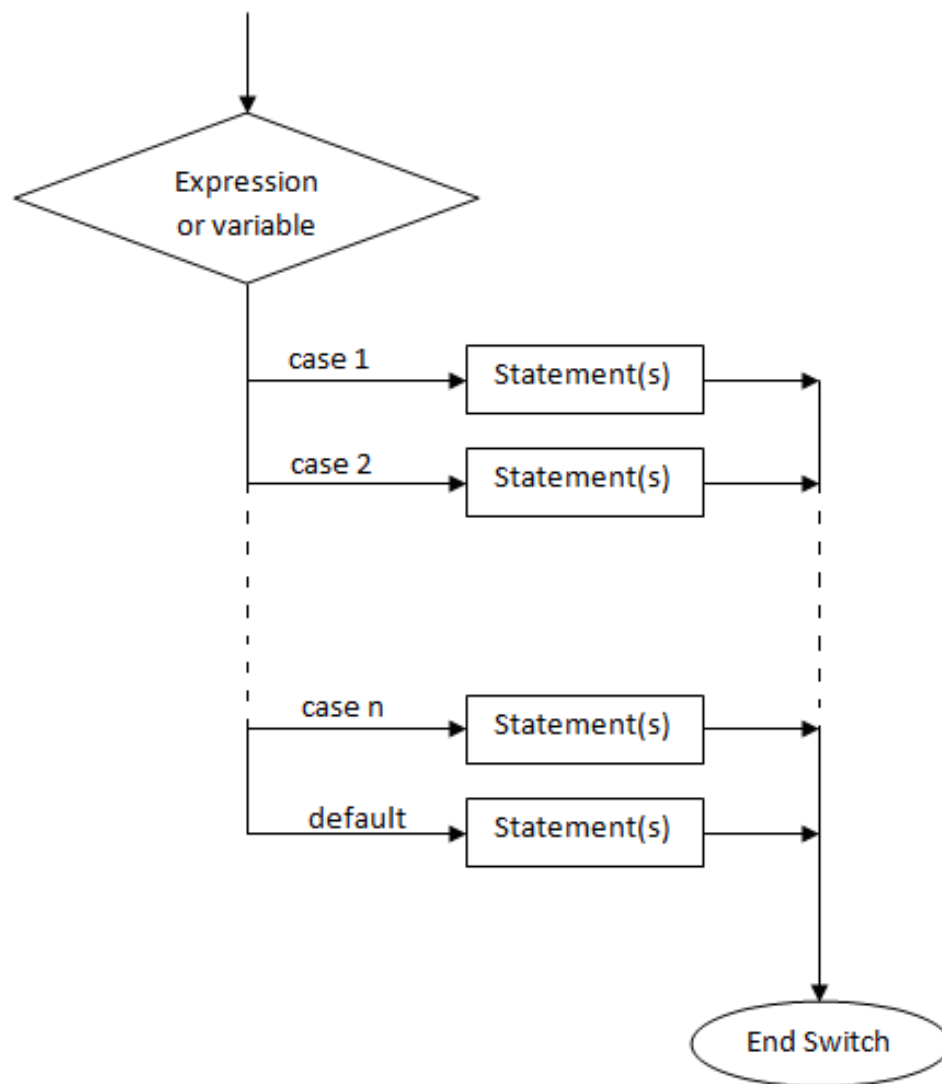 Expression
or variable
case 1
Statement(s)
case 2
Statement(s)
case n
Statement(s)
default
Statement(s)
End Switch